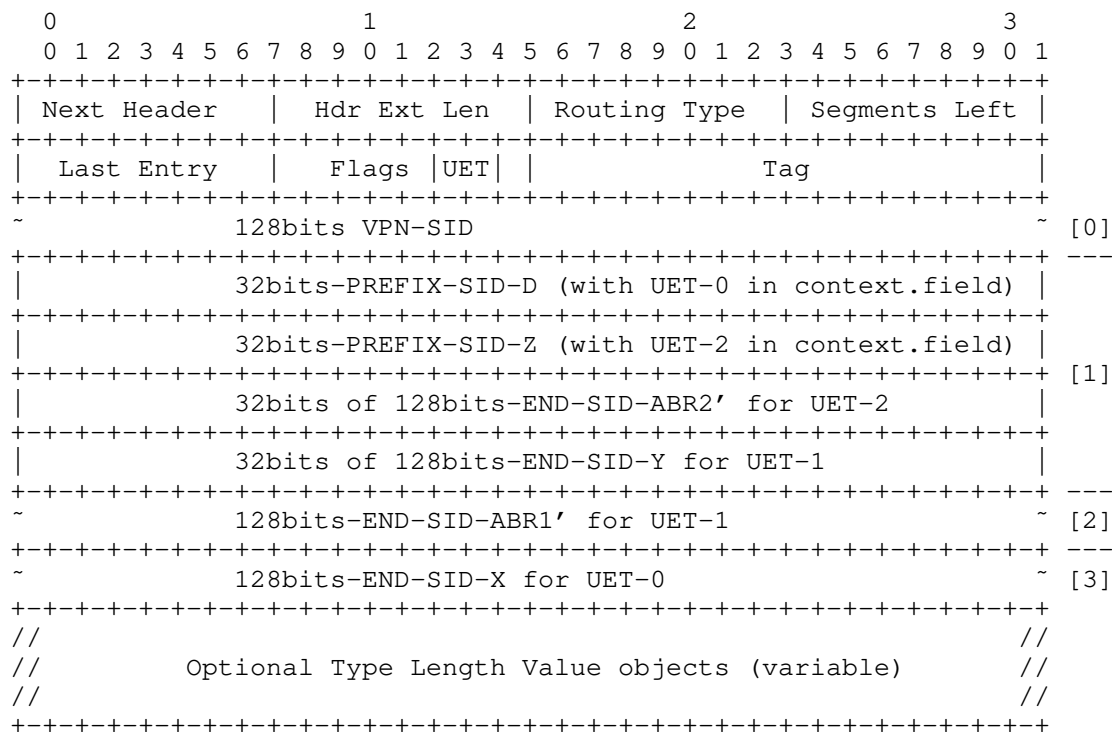 0                   1                   2                   3
0 1 2 3 4 5 6 7 8 9 0 1 2 3 4 5 6 7 8 9 0 1 2 3 4 5 6 7 8 9 0 1
+-+-+-+-+-+-+-+-+-+-+-+-+-+-+-+-+-+-+-+-+-+-+-+-+-+-+-+-+-+-+-+-+
| Next Header   |  Hdr Ext Len  | Routing Type  | Segments Left |
+-+-+-+-+-+-+-+-+-+-+-+-+-+-+-+-+-+-+-+-+-+-+-+-+-+-+-+-+-+-+-+-+
|  Last Entry   |   Flags |UET| |              Tag              |
+-+-+-+-+-+-+-+-+-+-+-+-+-+-+-+-+-+-+-+-+-+-+-+-+-+-+-+-+-+-+-+-+
~             128bits VPN-SID                                   ~ [0]
+-+-+-+-+-+-+-+-+-+-+-+-+-+-+-+-+-+-+-+-+-+-+-+-+-+-+-+-+-+-+-+-+ ---
|             32bits-PREFIX-SID-D (with UET-0 in context.field) |
+-+-+-+-+-+-+-+-+-+-+-+-+-+-+-+-+-+-+-+-+-+-+-+-+-+-+-+-+-+-+-+-+
|             32bits-PREFIX-SID-Z (with UET-2 in context.field) |
+-+-+-+-+-+-+-+-+-+-+-+-+-+-+-+-+-+-+-+-+-+-+-+-+-+-+-+-+-+-+-+-+ [1]
|             32bits of 128bits-END-SID-ABR2’ for UET-2         |
+-+-+-+-+-+-+-+-+-+-+-+-+-+-+-+-+-+-+-+-+-+-+-+-+-+-+-+-+-+-+-+-+
|             32bits of 128bits-END-SID-Y for UET-1             |
+-+-+-+-+-+-+-+-+-+-+-+-+-+-+-+-+-+-+-+-+-+-+-+-+-+-+-+-+-+-+-+-+ ---
~             128bits-END-SID-ABR1’ for UET-1                   ~ [2]
+-+-+-+-+-+-+-+-+-+-+-+-+-+-+-+-+-+-+-+-+-+-+-+-+-+-+-+-+-+-+-+-+ ---
~             128bits-END-SID-X for UET-0                       ~ [3]
+-+-+-+-+-+-+-+-+-+-+-+-+-+-+-+-+-+-+-+-+-+-+-+-+-+-+-+-+-+-+-+-+
//                                                             //
//         Optional Type Length Value objects (variable)       //
//                                                             //
+-+-+-+-+-+-+-+-+-+-+-+-+-+-+-+-+-+-+-+-+-+-+-+-+-+-+-+-+-+-+-+-+